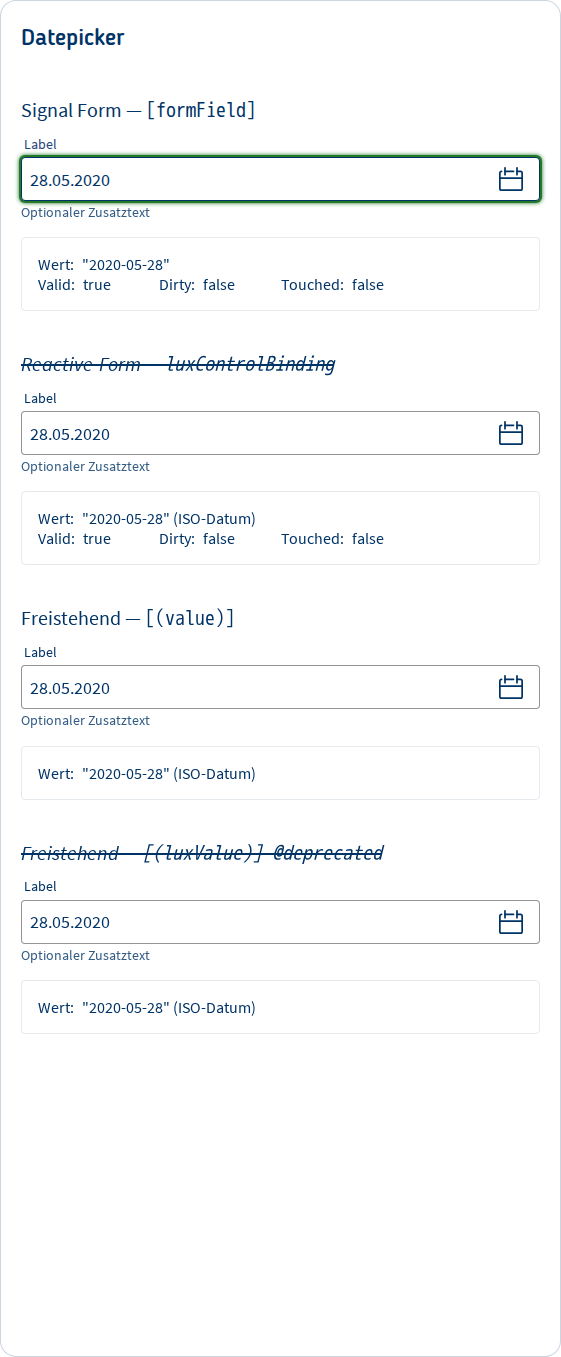 Datepicker
Signal Form — [formField]
Label
28.05.2020
Optionaler Zusatztext
Wert: "2020-05-28"
Valid: true Dirty: false Touched: false
Reactive Form — luxControlBinding
Label
28.05.2020
Optionaler Zusatztext
Wert: "2020-05-28" (ISO-Datum)
Valid: true Dirty: false Touched: false
Freistehend — [(value)]
Label
28.05.2020
Optionaler Zusatztext
Wert: "2020-05-28" (ISO-Datum)
Freistehend — [(luxValue)] @deprecated
Label
28.05.2020
Optionaler Zusatztext
Wert: "2020-05-28" (ISO-Datum)